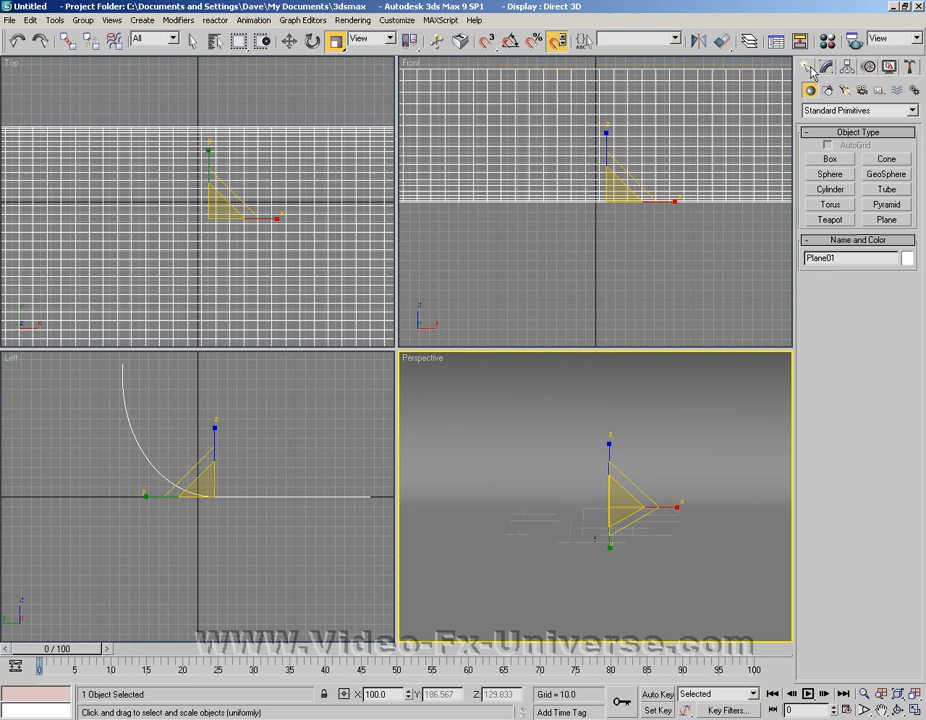 Untitled - Project Folder: C:\Documents and Settings\Dave\My Documents\3dsmax - Autodesk 3ds Max 9 SP1 - Display : Direct 3D
File Edit Tools Group Views Create Modifiers reactor Animation Graph Editors Rendering Customize MAXScript Help
All View View
Top
Front
Left
Perspective
Standard Primitives
- Object Type
AutoGrid
Box Cone
Sphere GeoSphere
Cylinder Tube
Torus Pyramid
Teapot Plane
- Name and Color
Plane01
www.Video-Fx-Universe.com
< 0 / 100 >
0 5 10 15 20 25 30 35 40 45 50 55 60 65 70 75 80 85 90 95 100
1 Object Selected X: 100.0 Y: 186.567 Z: 129.833 Grid = 10.0 Auto Key Selected
Click and drag to select and scale objects (uniformly) Add Time Tag Set Key Key Filters... 0